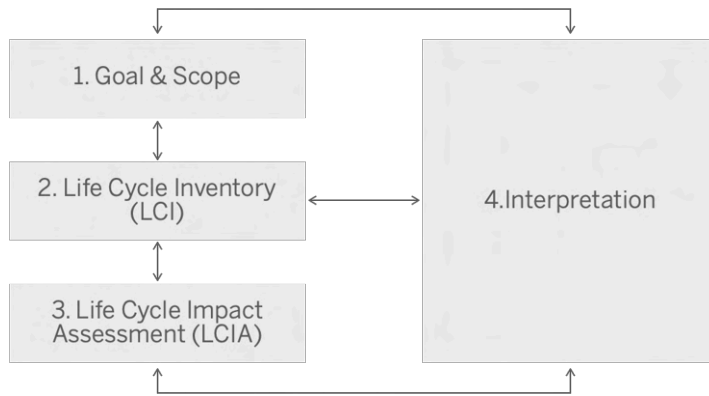 1. Goal & Scope
2. Life Cycle Inventory
(LCI)
3. Life Cycle Impact
Assessment (LCIA)
4.Interpretation